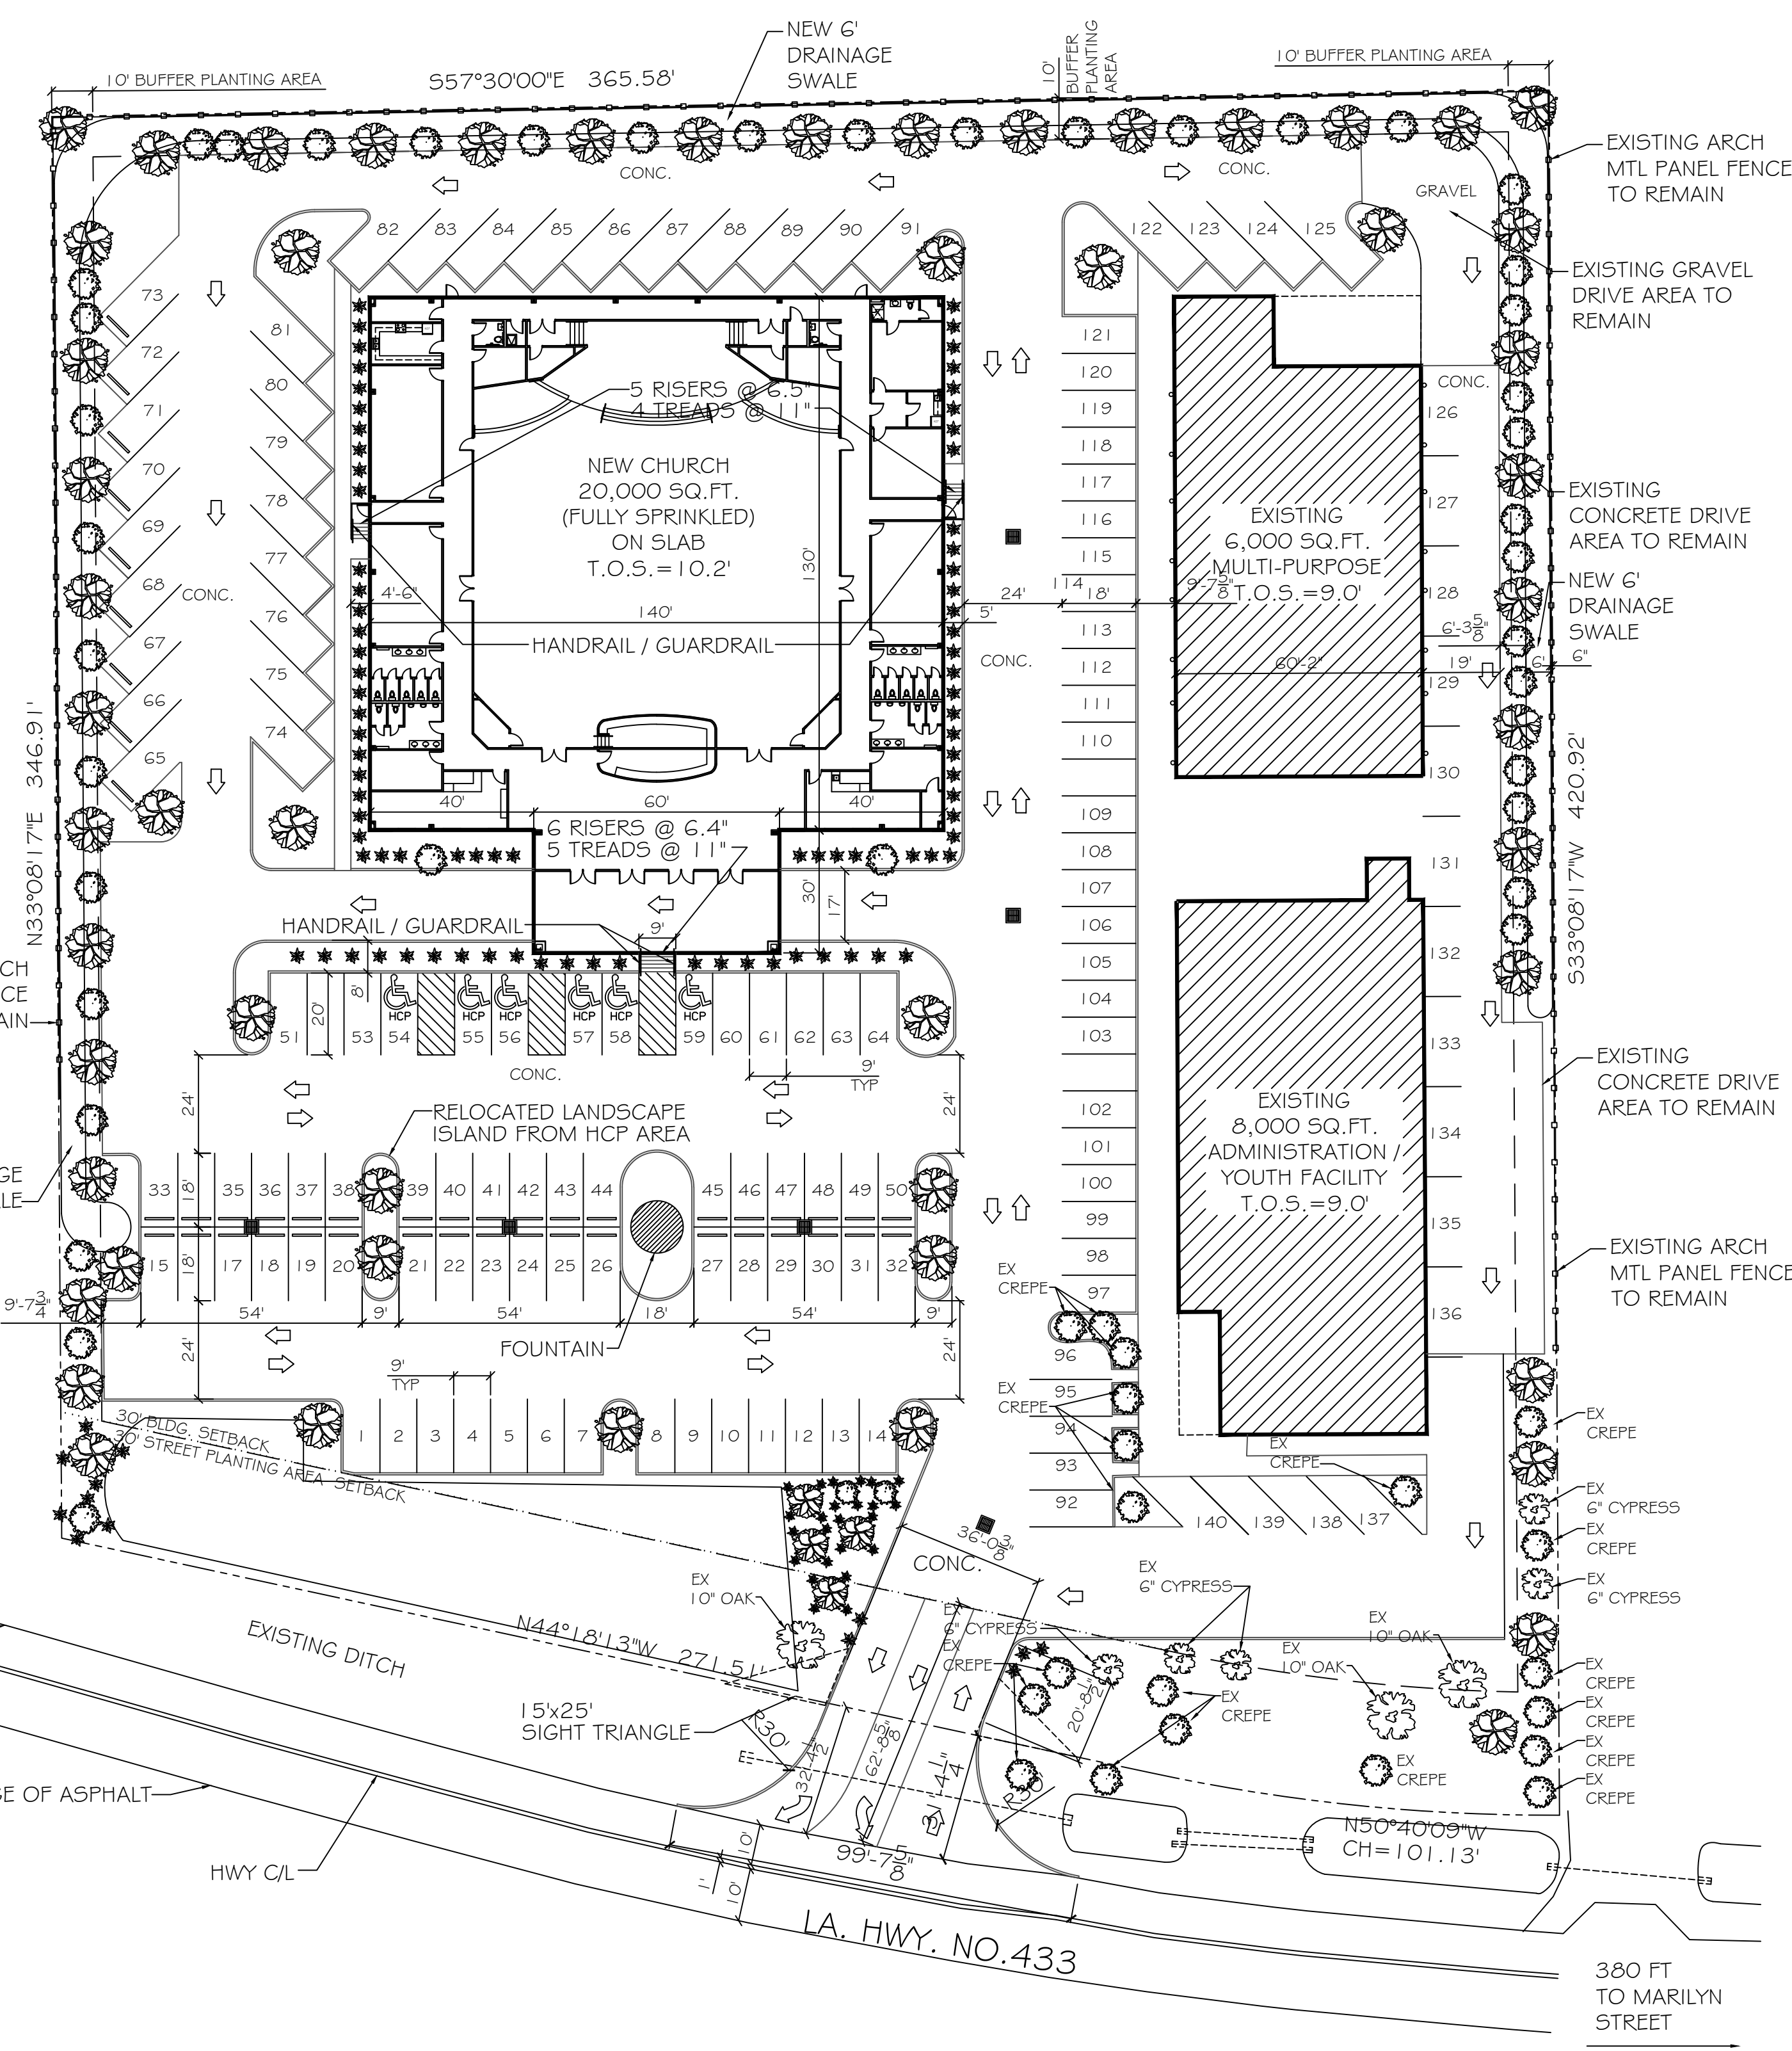 NEW 6'
DRAINAGE
SWALE
10' BUFFER PLANTING AREA
S57°30'00"E 365.58'
10'
BUFFER
PLANTING
AREA
10' BUFFER PLANTING AREA
EXISTING ARCH
MTL PANEL FENCE
TO REMAIN
CONC.
CONC.
GRAVEL
82 83 84 85 86 87 88 89 90 91
122 123 124 125
EXISTING GRAVEL
DRIVE AREA TO
REMAIN
73
72
71
70
69
68
67
66
65
81
80
79
78
77
76
75
74
CONC.
5 RISERS @ 6.5"
4 TREADS @ 11"
NEW CHURCH
20,000 SQ.FT.
(FULLY SPRINKLED)
ON SLAB
T.O.S.=10.2'
130'
4'-6"
140'
5'
24'
18'
9'-7 5/8"
HANDRAIL / GUARDRAIL
CONC.
121
120
119
118
117
116
115
114
113
112
111
110
109
108
107
106
105
104
103
102
101
100
99
98
97
96
95
94
93
92
EXISTING
6,000 SQ.FT.
MULTI-PURPOSE
T.O.S.=9.0'
60'-2"
19'
6'-3 5/8"
6'
6"
CONC.
126
127
128
129
130
131
132
133
134
135
136
EXISTING
CONCRETE DRIVE
AREA TO REMAIN
NEW 6'
DRAINAGE
SWALE
N33°08'17"E 346.91'
S33°08'17"W 420.92'
40'
60'
40'
6 RISERS @ 6.4"
5 TREADS @ 11"
30'
17'
HANDRAIL / GUARDRAIL
9'
8'
20'
HCP HCP HCP HCP HCP HCP
51 53 54 55 56 57 58 59 60 61 62 63 64
9'
TYP
CONC.
24'
24'
RELOCATED LANDSCAPE
ISLAND FROM HCP AREA
EXISTING
8,000 SQ.FT.
ADMINISTRATION /
YOUTH FACILITY
T.O.S.=9.0'
EXISTING
CONCRETE DRIVE
AREA TO REMAIN
33 35 36 37 38 39 40 41 42 43 44 45 46 47 48 49 50
18'
18'
15 17 18 19 20 21 22 23 24 25 26 27 28 29 30 31 32
9'-7 3/4"
54'
9'
54'
18'
54'
9'
FOUNTAIN
24'
24'
9'
TYP
EX
CREPE
EX
CREPE
EX
CREPE
EXISTING ARCH
MTL PANEL FENCE
TO REMAIN
30' BLDG. SETBACK
30' STREET PLANTING AREA SETBACK
1 2 3 4 5 6 7 8 9 10 11 12 13 14
140 139 138 137
EX
CREPE
EX
6" CYPRESS
EX
CREPE
EX
6" CYPRESS
36'-0 3/8"
CONC.
EX
10" OAK
EX
6" CYPRESS
EX
6" CYPRESS
EX
CREPE
EX
10" OAK
EX
10" OAK
EXISTING DITCH
N44°18'13"W 271.51'
15'x25'
SIGHT TRIANGLE
R30'
32'-4 1/2"
62'-8 5/8"
20'-8 1/2"
R30'
EX
CREPE
EX
CREPE
EX
CREPE
EX
CREPE
EX
CREPE
EX
CREPE
OF ASPHALT
HWY C/L
1'
10'
10'
99'-7 5/8"
N50°40'09"W
CH=101.13'
LA. HWY. NO.433
380 FT
TO MARILYN
STREET